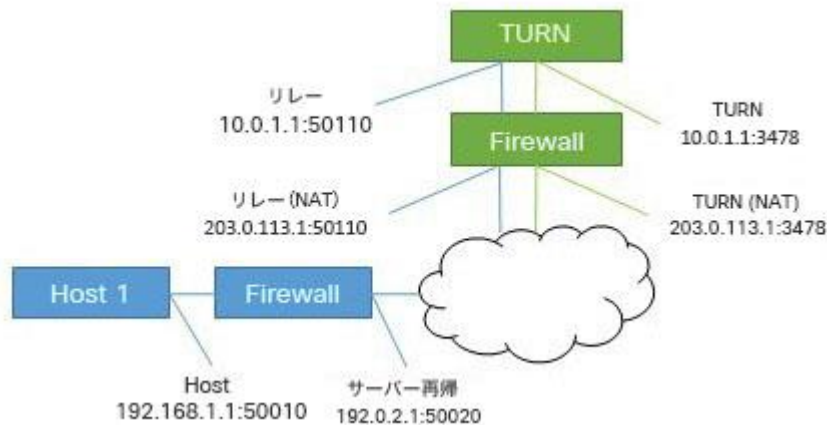 TURN
リレー
10.0.1.1:50110
TURN
10.0.1.1:3478
Firewall
リレー (NAT)
203.0.113.1:50110
TURN (NAT)
203.0.113.1:3478
Host 1
Firewall
Host
192.168.1.1:50010
サーバー再帰
192.0.2.1:50020